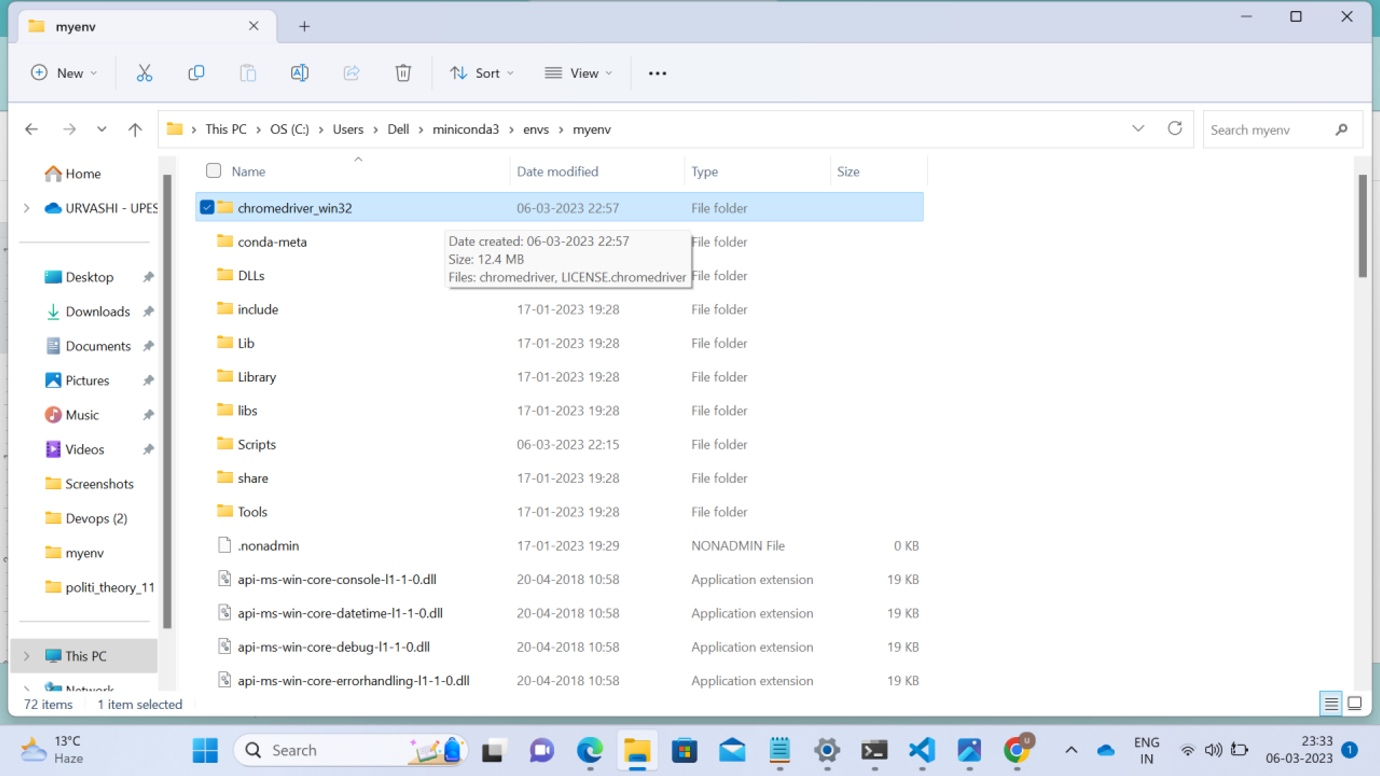 myenv
New
Sort
View
This PC
OS (C:)
Users
Dell
miniconda3
envs
myenv
Search myenv
Name
Date modified
Type
Size
Home
URVASHI - UPES
Desktop
Downloads
Documents
Pictures
Music
Videos
Screenshots
Devops (2)
myenv
politi_theory_11
This PC
Network
chromedriver_win32 06-03-2023 22:57 File folder
conda-meta File folder
DLLs File folder
Date created: 06-03-2023 22:57
Size: 12.4 MB
Files: chromedriver, LICENSE.chromedriver
include 17-01-2023 19:28 File folder
Lib 17-01-2023 19:28 File folder
Library 17-01-2023 19:28 File folder
libs 17-01-2023 19:28 File folder
Scripts 06-03-2023 22:15 File folder
share 17-01-2023 19:28 File folder
Tools 17-01-2023 19:28 File folder
.nonadmin 17-01-2023 19:29 NONADMIN File 0 KB
api-ms-win-core-console-l1-1-0.dll 20-04-2018 10:58 Application extension 19 KB
api-ms-win-core-datetime-l1-1-0.dll 20-04-2018 10:58 Application extension 19 KB
api-ms-win-core-debug-l1-1-0.dll 20-04-2018 10:58 Application extension 19 KB
api-ms-win-core-errorhandling-l1-1-0.dll 20-04-2018 10:58 Application extension 19 KB
72 items
1 item selected
13°C
Haze
Search
u
ENG
IN
23:33
06-03-2023
1